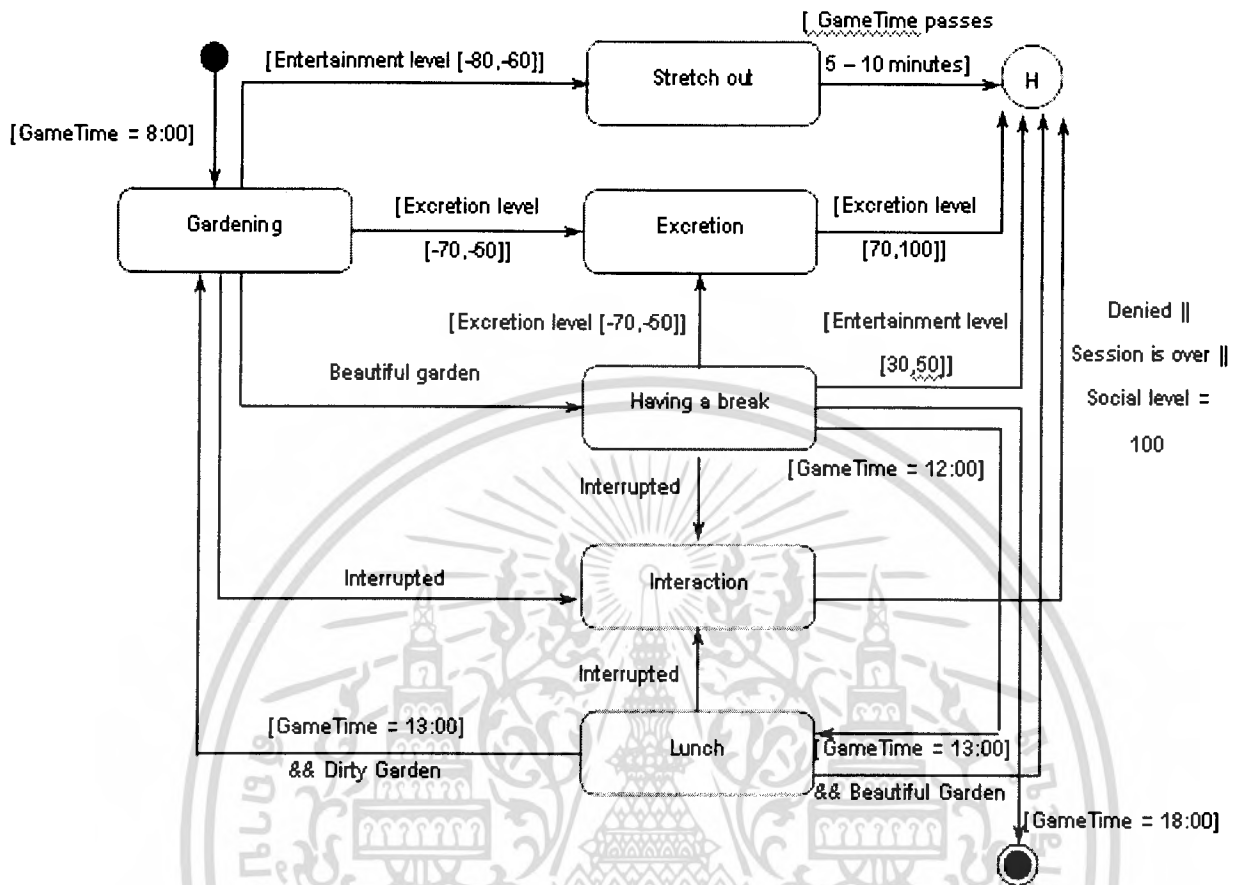 [ GameTime passes
5 – 10 minutes]
[Entertainment level [-80,-60]]
Stretch out
H
[GameTime = 8:00]
Gardening
[Excretion level
[-70,-50]]
Excretion
[Excretion level
[70,100]]
[Excretion level [-70,-50]]
[Entertainment level
[30,50]]
Denied ||
Session is over ||
Social level =
100
Beautiful garden
Having a break
[GameTime = 12:00]
Interrupted
Interrupted
Interaction
Interrupted
[GameTime = 13:00]
&& Dirty Garden
Lunch
[GameTime = 13:00]
&& Beautiful Garden
[GameTime = 18:00]